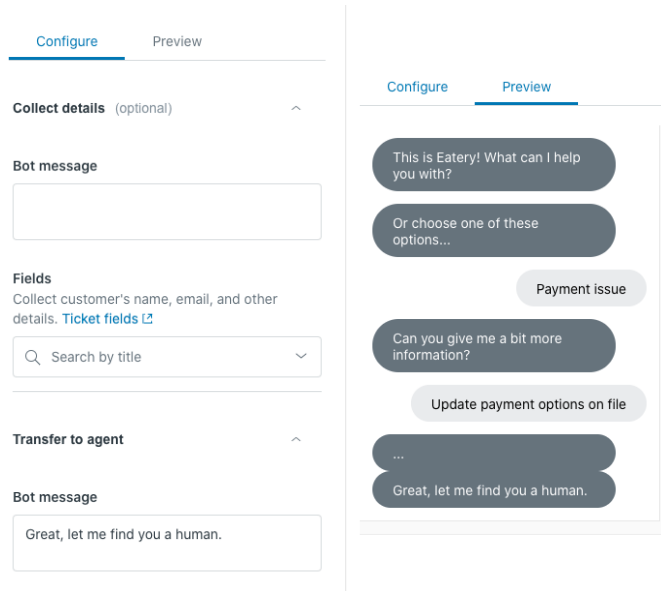 Configure
Preview
Collect details (optional)
Bot message
Fields
Collect customer's name, email, and other
details. Ticket fields
Search by title
Transfer to agent
Bot message
Great, let me find you a human.
Configure
Preview
This is Eatery! What can I help
you with?
Or choose one of these
options...
Payment issue
Can you give me a bit more
information?
Update payment options on file
...
Great, let me find you a human.